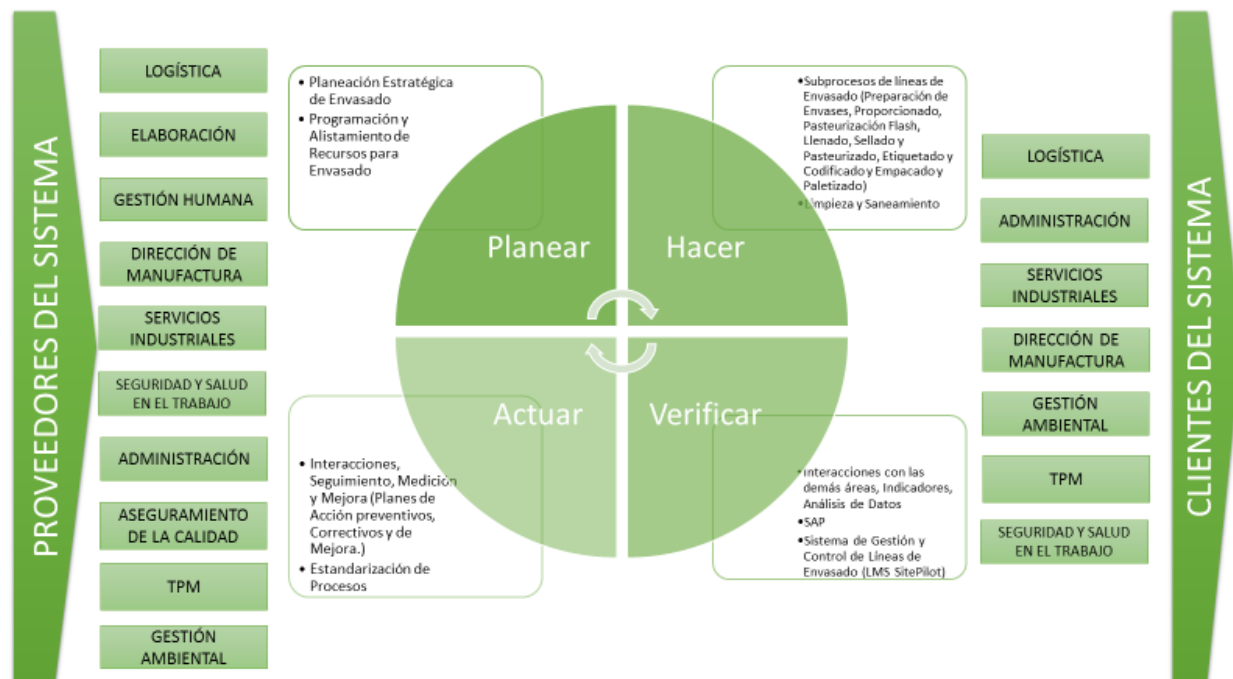 PROVEEDORES DEL SISTEMA
LOGÍSTICA
ELABORACIÓN
GESTIÓN HUMANA
DIRECCIÓN DE
MANUFACTURA
SERVICIOS
INDUSTRIALES
SEGURIDAD Y SALUD
EN EL TRABAJO
ADMINISTRACIÓN
ASEGURAMIENTO
DE LA CALIDAD
TPM
GESTIÓN
AMBIENTAL
• Planeación Estratégica
de Envasado
• Programación y
Alistamiento de
Recursos para
Envasado
Planear
•Subprocesos de líneas de
Envasado (Preparación de
Envases, Proporcionado,
Pasteurización Flash,
Llenado, Sellado y
Pasteurizado, Etiquetado y
Codificado y Empacado y
Paletizado)
•Limpieza y Saneamiento
Hacer
Actuar
• Interacciones,
Seguimiento, Medición
y Mejora (Planes de
Acción preventivos,
Correctivos y de
Mejora.)
• Estandarización de
Procesos
Verificar
•Interacciones con las
demás áreas, Indicadores,
Análisis de Datos
•SAP
•Sistema de Gestión y
Control de Líneas de
Envasado (LMS SitePilot)
LOGÍSTICA
ADMINISTRACIÓN
SERVICIOS
INDUSTRIALES
DIRECCIÓN DE
MANUFACTURA
GESTIÓN
AMBIENTAL
TPM
SEGURIDAD Y SALUD
EN EL TRABAJO
CLIENTES DEL SISTEMA